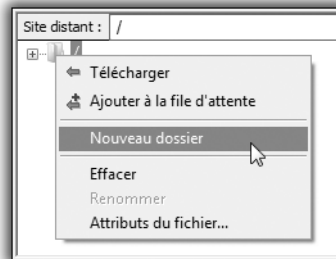 Site distant : /
/
Télécharger
Ajouter à la file d'attente
Nouveau dossier
Effacer
Renommer
Attributs du fichier...